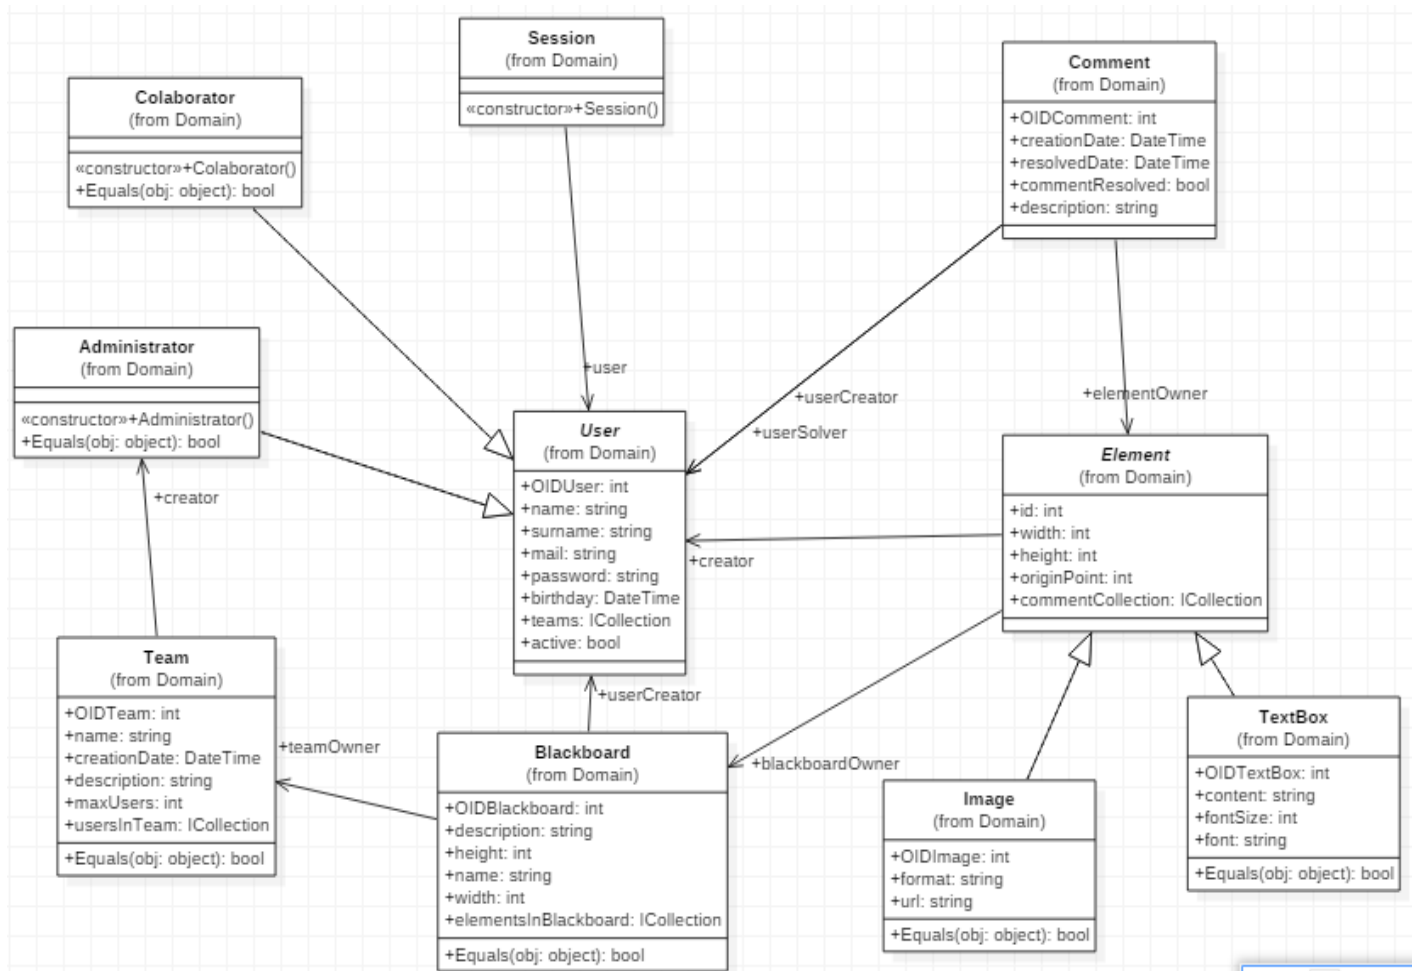 Session
(from Domain)
«constructor»+Session()
Colaborator
(from Domain)
«constructor»+Colaborator()
+Equals(obj: object): bool
Comment
(from Domain)
+OIDComment: int
+creationDate: DateTime
+resolvedDate: DateTime
+commentResolved: bool
+description: string
Administrator
(from Domain)
«constructor»+Administrator()
+Equals(obj: object): bool
+user
+userCreator
+userSolver
+elementOwner
+creator
User
(from Domain)
+OIDUser: int
+name: string
+surname: string
+mail: string
+password: string
+birthday: DateTime
+teams: ICollection
+active: bool
Element
(from Domain)
+id: int
+width: int
+height: int
+originPoint: int
+commentCollection: ICollection
+creator
Team
(from Domain)
+OIDTeam: int
+name: string
+creationDate: DateTime
+description: string
+maxUsers: int
+usersInTeam: ICollection
+Equals(obj: object): bool
+teamOwner
+userCreator
+blackboardOwner
Blackboard
(from Domain)
+OIDBlackboard: int
+description: string
+height: int
+name: string
+width: int
+elementsInBlackboard: ICollection
+Equals(obj: object): bool
Image
(from Domain)
+OIDImage: int
+format: string
+url: string
+Equals(obj: object): bool
TextBox
(from Domain)
+OIDTextBox: int
+content: string
+fontSize: int
+font: string
+Equals(obj: object): bool